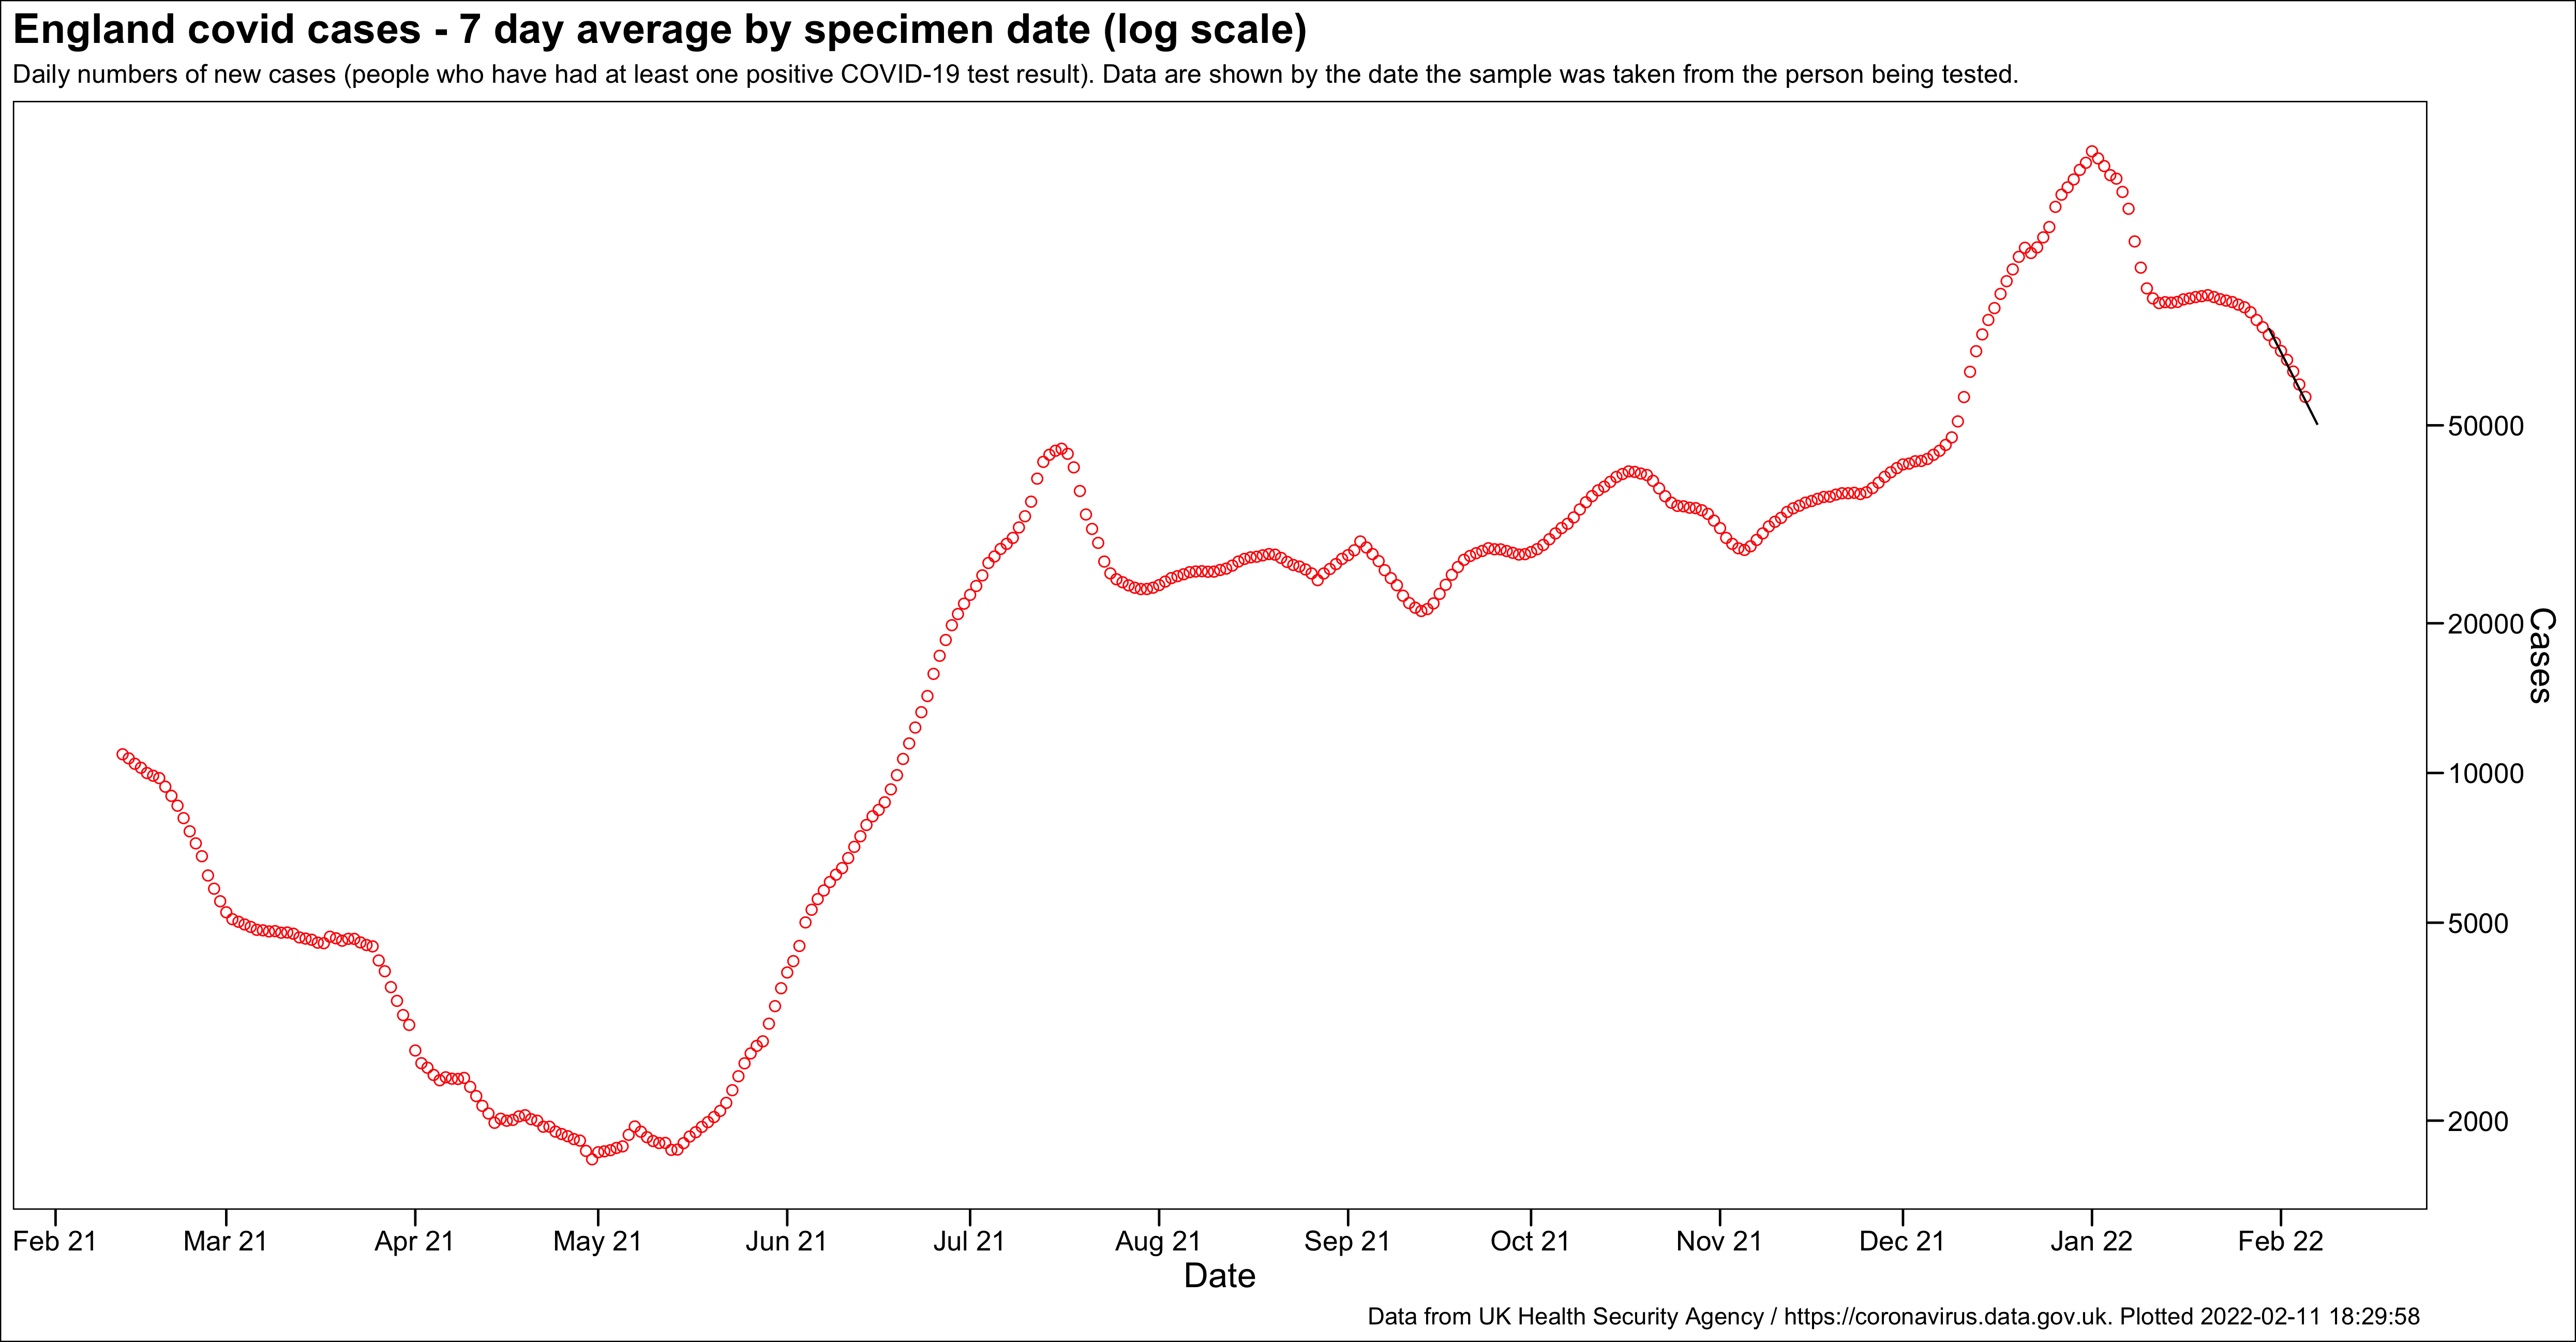 England covid cases - 7 day average by specimen date (log scale)
Daily numbers of new cases (people who have had at least one positive COVID-19 test result). Data are shown by the date the sample was taken from the person being tested.
50000
20000
10000
5000
2000
Cases
Feb 21 Mar 21 Apr 21 May 21 Jun 21 Jul 21 Aug 21 Sep 21 Oct 21 Nov 21 Dec 21 Jan 22 Feb 22
Date
Data from UK Health Security Agency / https://coronavirus.data.gov.uk. Plotted 2022-02-11 18:29:58